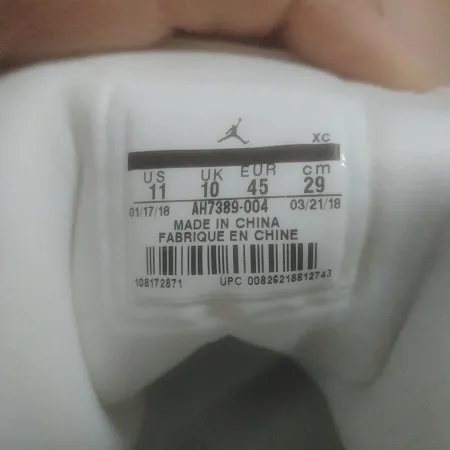 XC
US UK EUR cm
11 10 45 29
01/17/18 AH7389-004 03/21/18
MADE IN CHINA
FABRIQUE EN CHINE
108172871 UPC 00826218812743